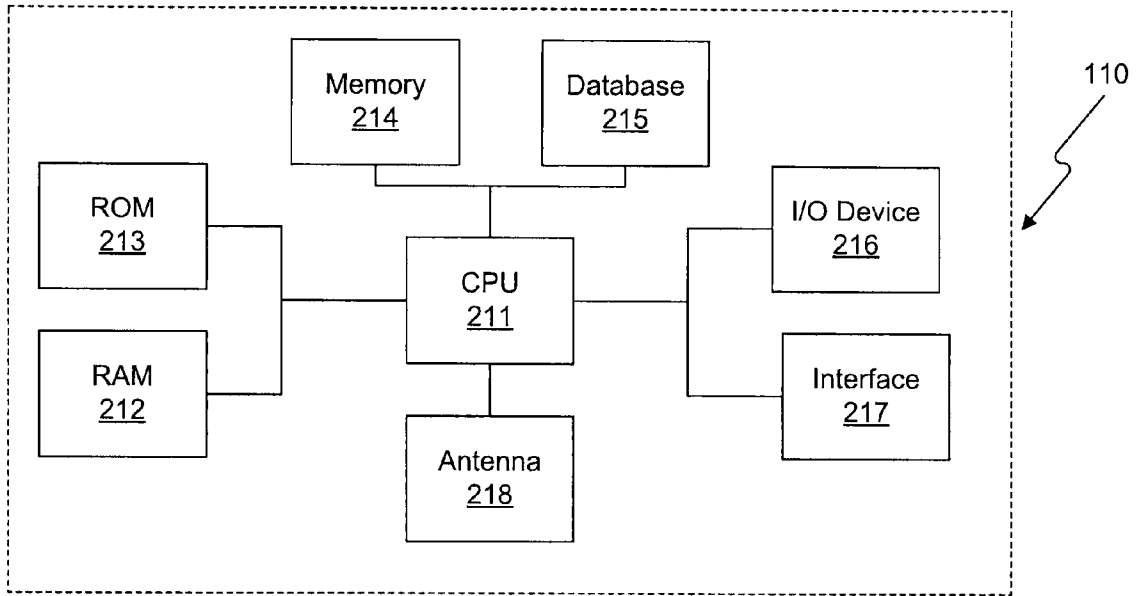 Memory
214
Database
215
110
ROM
213
I/O Device
216
CPU
211
RAM
212
Interface
217
Antenna
218